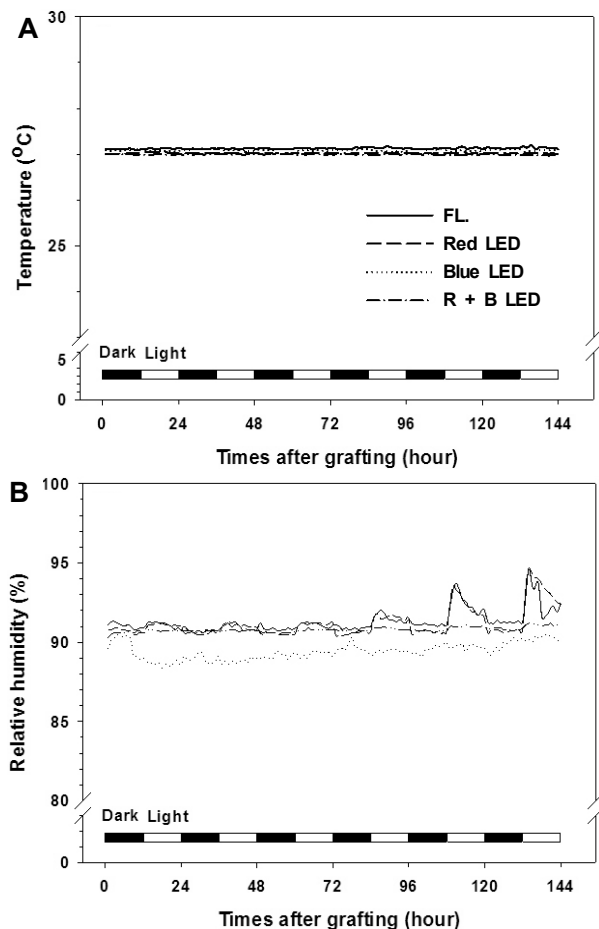 A
30
25
5
0
Temperature (°C)
FL.
Red LED
Blue LED
R + B LED
Dark Light
0 24 48 72 96 120 144
Times after grafting (hour)
B
100
95
90
85
80
0
Relative humidity (%)
Dark Light
0 24 48 72 96 120 144
Times after grafting (hour)